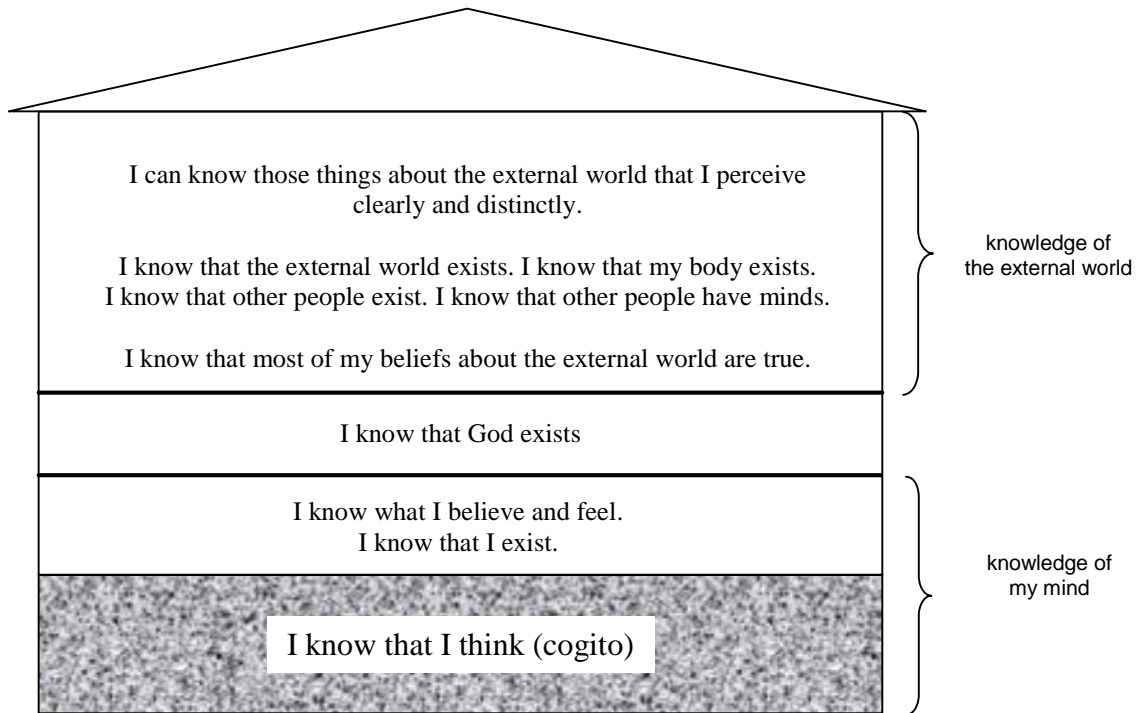 I can know those things about the external world that I perceive
clearly and distinctly.
I know that the external world exists. I know that my body exists.
I know that other people exist. I know that other people have minds.
I know that most of my beliefs about the external world are true.
knowledge of
the external world
I know that God exists
I know what I believe and feel.
I know that I exist.
knowledge of
my mind
I know that I think (cogito)